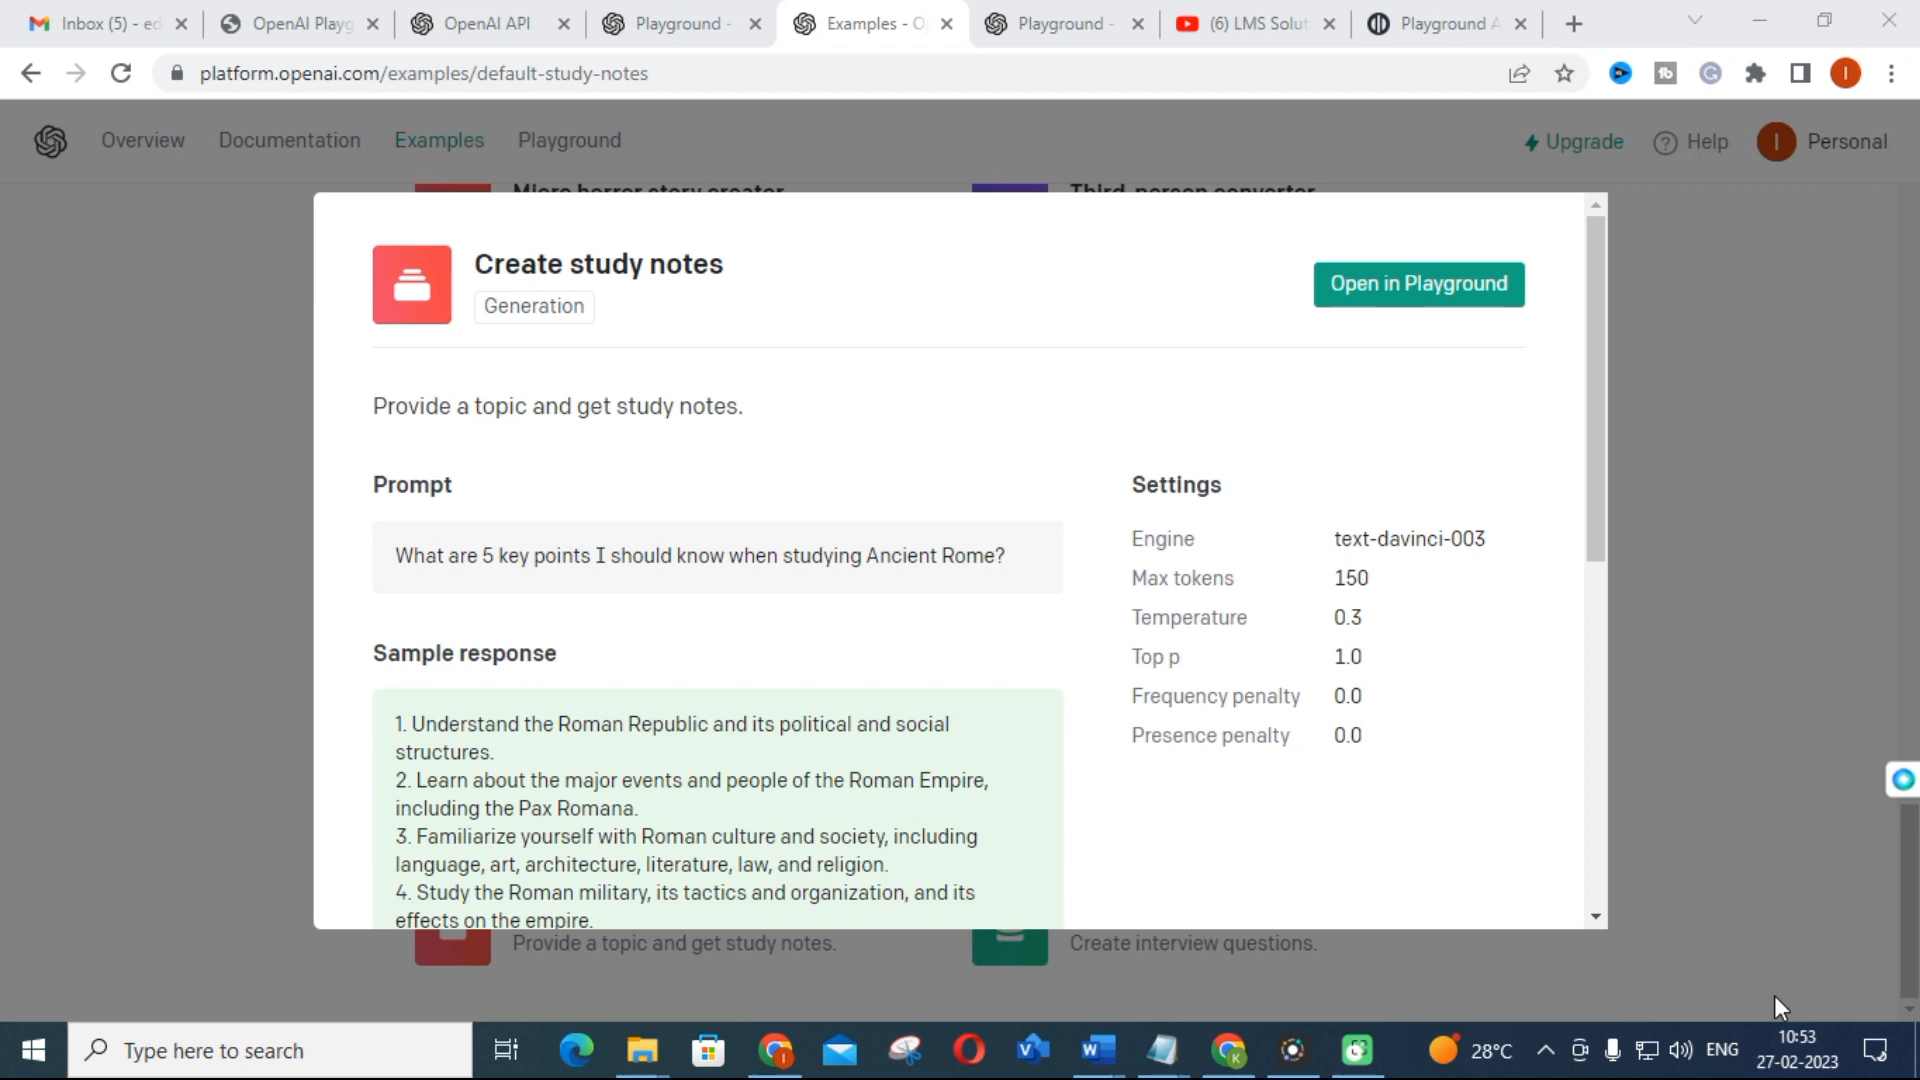 Inbox (5) - ed
OpenAI Playg
OpenAI API
Playground -
Examples - O
Playground -
(6) LMS Solut
Playground A
platform.openai.com/examples/default-study-notes
Overview
Documentation
Examples
Playground
Upgrade
Help
I
Personal
Micro horror story creator
Third-person converter
Create study notes
Generation
Open in Playground
Provide a topic and get study notes.
Prompt
What are 5 key points I should know when studying Ancient Rome?
Sample response
1. Understand the Roman Republic and its political and social
structures.
2. Learn about the major events and people of the Roman Empire,
including the Pax Romana.
3. Familiarize yourself with Roman culture and society, including
language, art, architecture, literature, law, and religion.
4. Study the Roman military, its tactics and organization, and its
effects on the empire.
Settings
Engine text-davinci-003
Max tokens 150
Temperature 0.3
Top p 1.0
Frequency penalty 0.0
Presence penalty 0.0
Provide a topic and get study notes.
Create interview questions.
Type here to search
28°C
ENG
10:53
27-02-2023